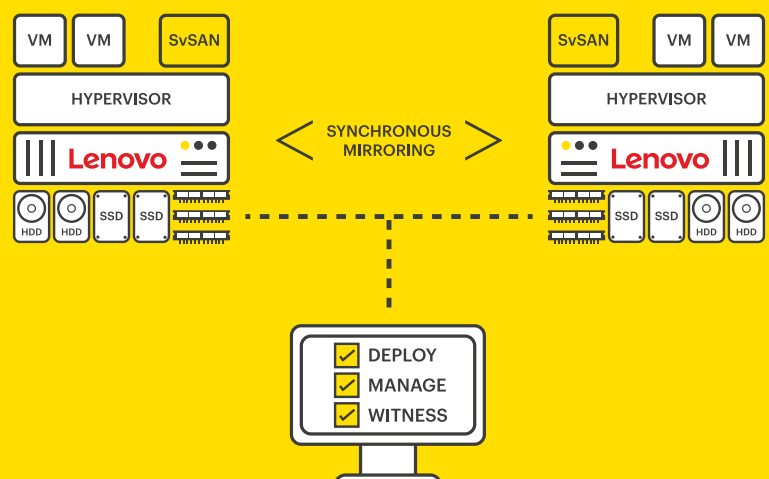 VM VM SvSAN
SvSAN VM VM
HYPERVISOR
HYPERVISOR
SYNCHRONOUS
MIRRORING
Lenovo
Lenovo
HDD HDD SSD SSD
SSD SSD HDD HDD
DEPLOY
MANAGE
WITNESS